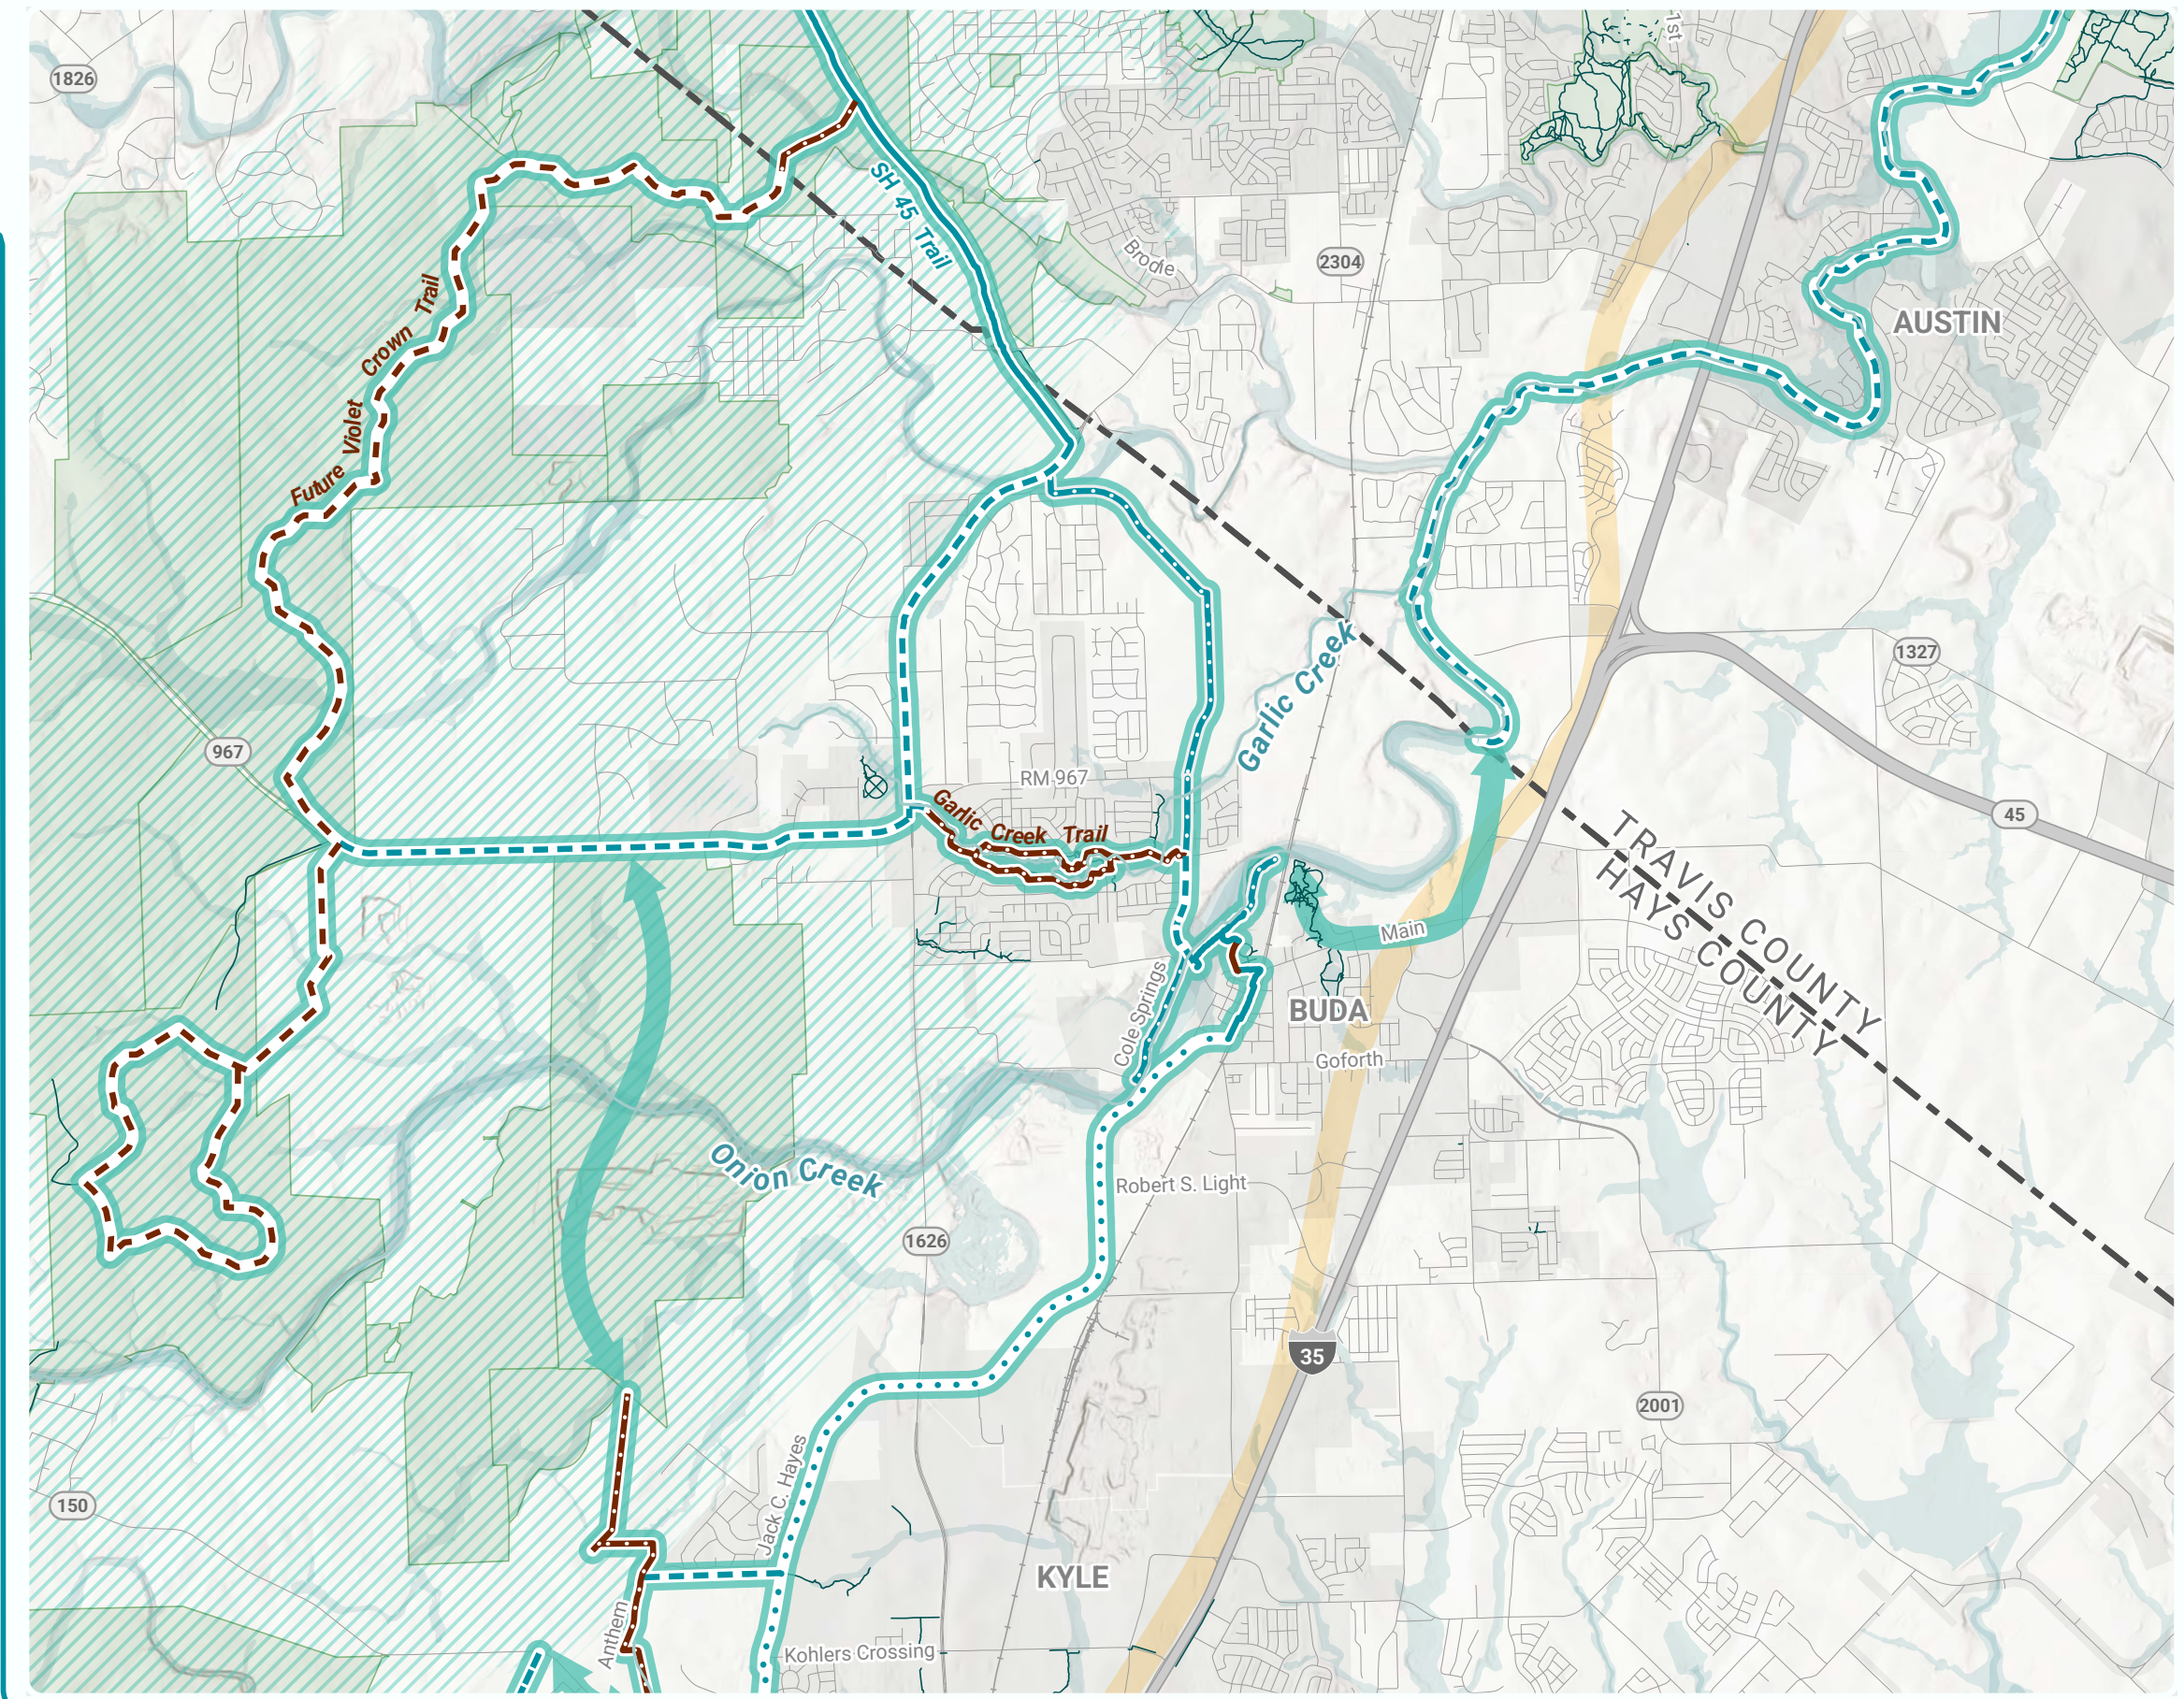 1st
1826
SH 45 Trail
Brodie
2304
AUSTIN
Future Violet Crown Trail
Garlic Creek
1327
967
RM 967
Garlic Creek Trail
45
TRAVIS COUNTY
HAYS COUNTY
Main
Cole Springs
BUDA
Goforth
Onion Creek
Robert S. Light
1626
35
2001
Jack C. Hayes
150
KYLE
Anthem
Kohlers Crossing